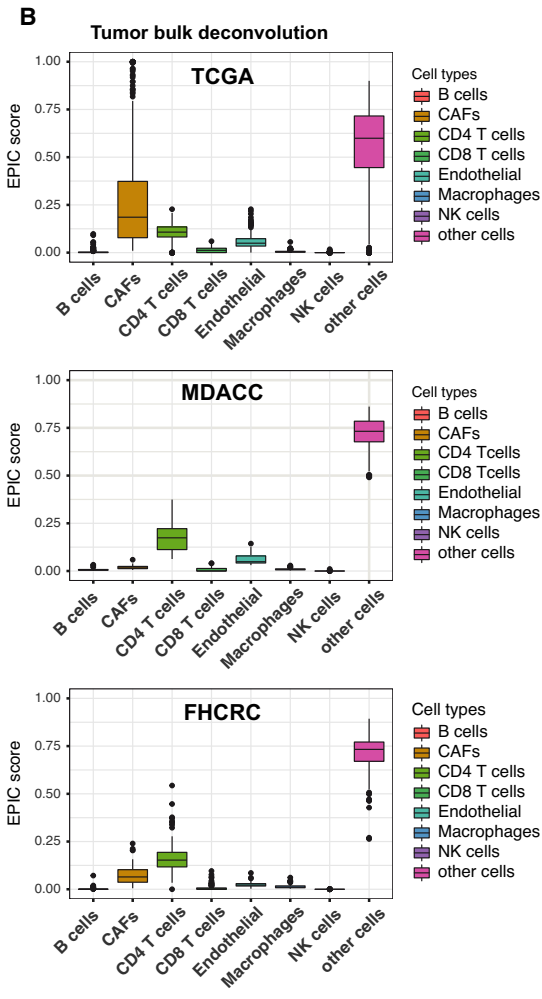 B
Tumor bulk deconvolution
TCGA
EPIC score
1.00
0.75
0.50
0.25
0.00
B cells
CAFs
CD4 T cells
CD8 T cells
Endothelial
Macrophages
NK cells
other cells
Cell types
B cells
CAFs
CD4 T cells
CD8 T cells
Endothelial
Macrophages
NK cells
other cells
MDACC
EPIC score
1.00
0.75
0.50
0.25
0.00
B cells
CAFs
CD4 T cells
CD8 T cells
Endothelial
Macrophages
NK cells
other cells
Cell types
B cells
CAFs
CD4 Tcells
CD8 Tcells
Endothelial
Macrophages
NK cells
other cells
FHCRC
EPIC score
1.00
0.75
0.50
0.25
0.00
B cells
CAFs
CD4 T cells
CD8 T cells
Endothelial
Macrophages
NK cells
other cells
Cell types
B cells
CAFs
CD4 T cells
CD8 T cells
Endothelial
Macrophages
NK cells
other cells